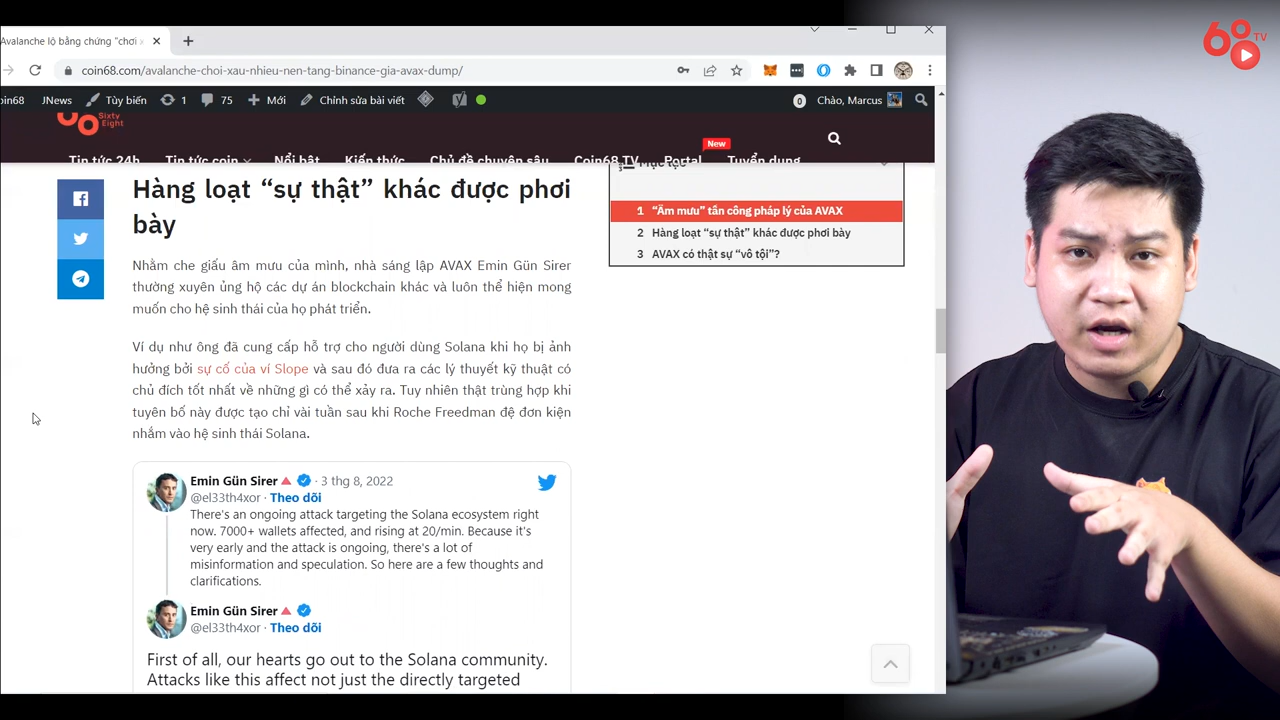 Avalanche lộ bằng chứng "chơi x
coin68.com/avalanche-choi-xau-nhieu-nen-tang-binance-gia-avax-dump/
oin68 JNews Tùy biến 1 75 Mới Chỉnh sửa bài viết 0 Chào, Marcus
Sixty
Eight
New
Tin tức 24h Tin tức coin Nổi bật Kiến thức Chủ đề chuyên sâu Coin68 TV Portal Tuyển dụng
Mục lục
1 “Âm mưu” tấn công pháp lý của AVAX
2 Hàng loạt “sự thật” khác được phơi bày
3 AVAX có thật sự “vô tội”?
Hàng loạt “sự thật” khác được phơi
bày
Nhằm che giấu âm mưu của mình, nhà sáng lập AVAX Emin Gün Sirer
thường xuyên ủng hộ các dự án blockchain khác và luôn thể hiện mong
muốn cho hệ sinh thái của họ phát triển.
Ví dụ như ông đã cung cấp hỗ trợ cho người dùng Solana khi họ bị ảnh
hưởng bởi sự cố của ví Slope và sau đó đưa ra các lý thuyết kỹ thuật có
chủ đích tốt nhất về những gì có thể xảy ra. Tuy nhiên thật trùng hợp khi
tuyên bố này được tạo chỉ vài tuần sau khi Roche Freedman đệ đơn kiện
nhắm vào hệ sinh thái Solana.
Emin Gün Sirer · 3 thg 8, 2022
@el33th4xor · Theo dõi
There's an ongoing attack targeting the Solana ecosystem right
now. 7000+ wallets affected, and rising at 20/min. Because it's
very early and the attack is ongoing, there's a lot of
misinformation and speculation. So here are a few thoughts and
clarifications.
Emin Gün Sirer
@el33th4xor · Theo dõi
First of all, our hearts go out to the Solana community.
Attacks like this affect not just the directly targeted
68 TV